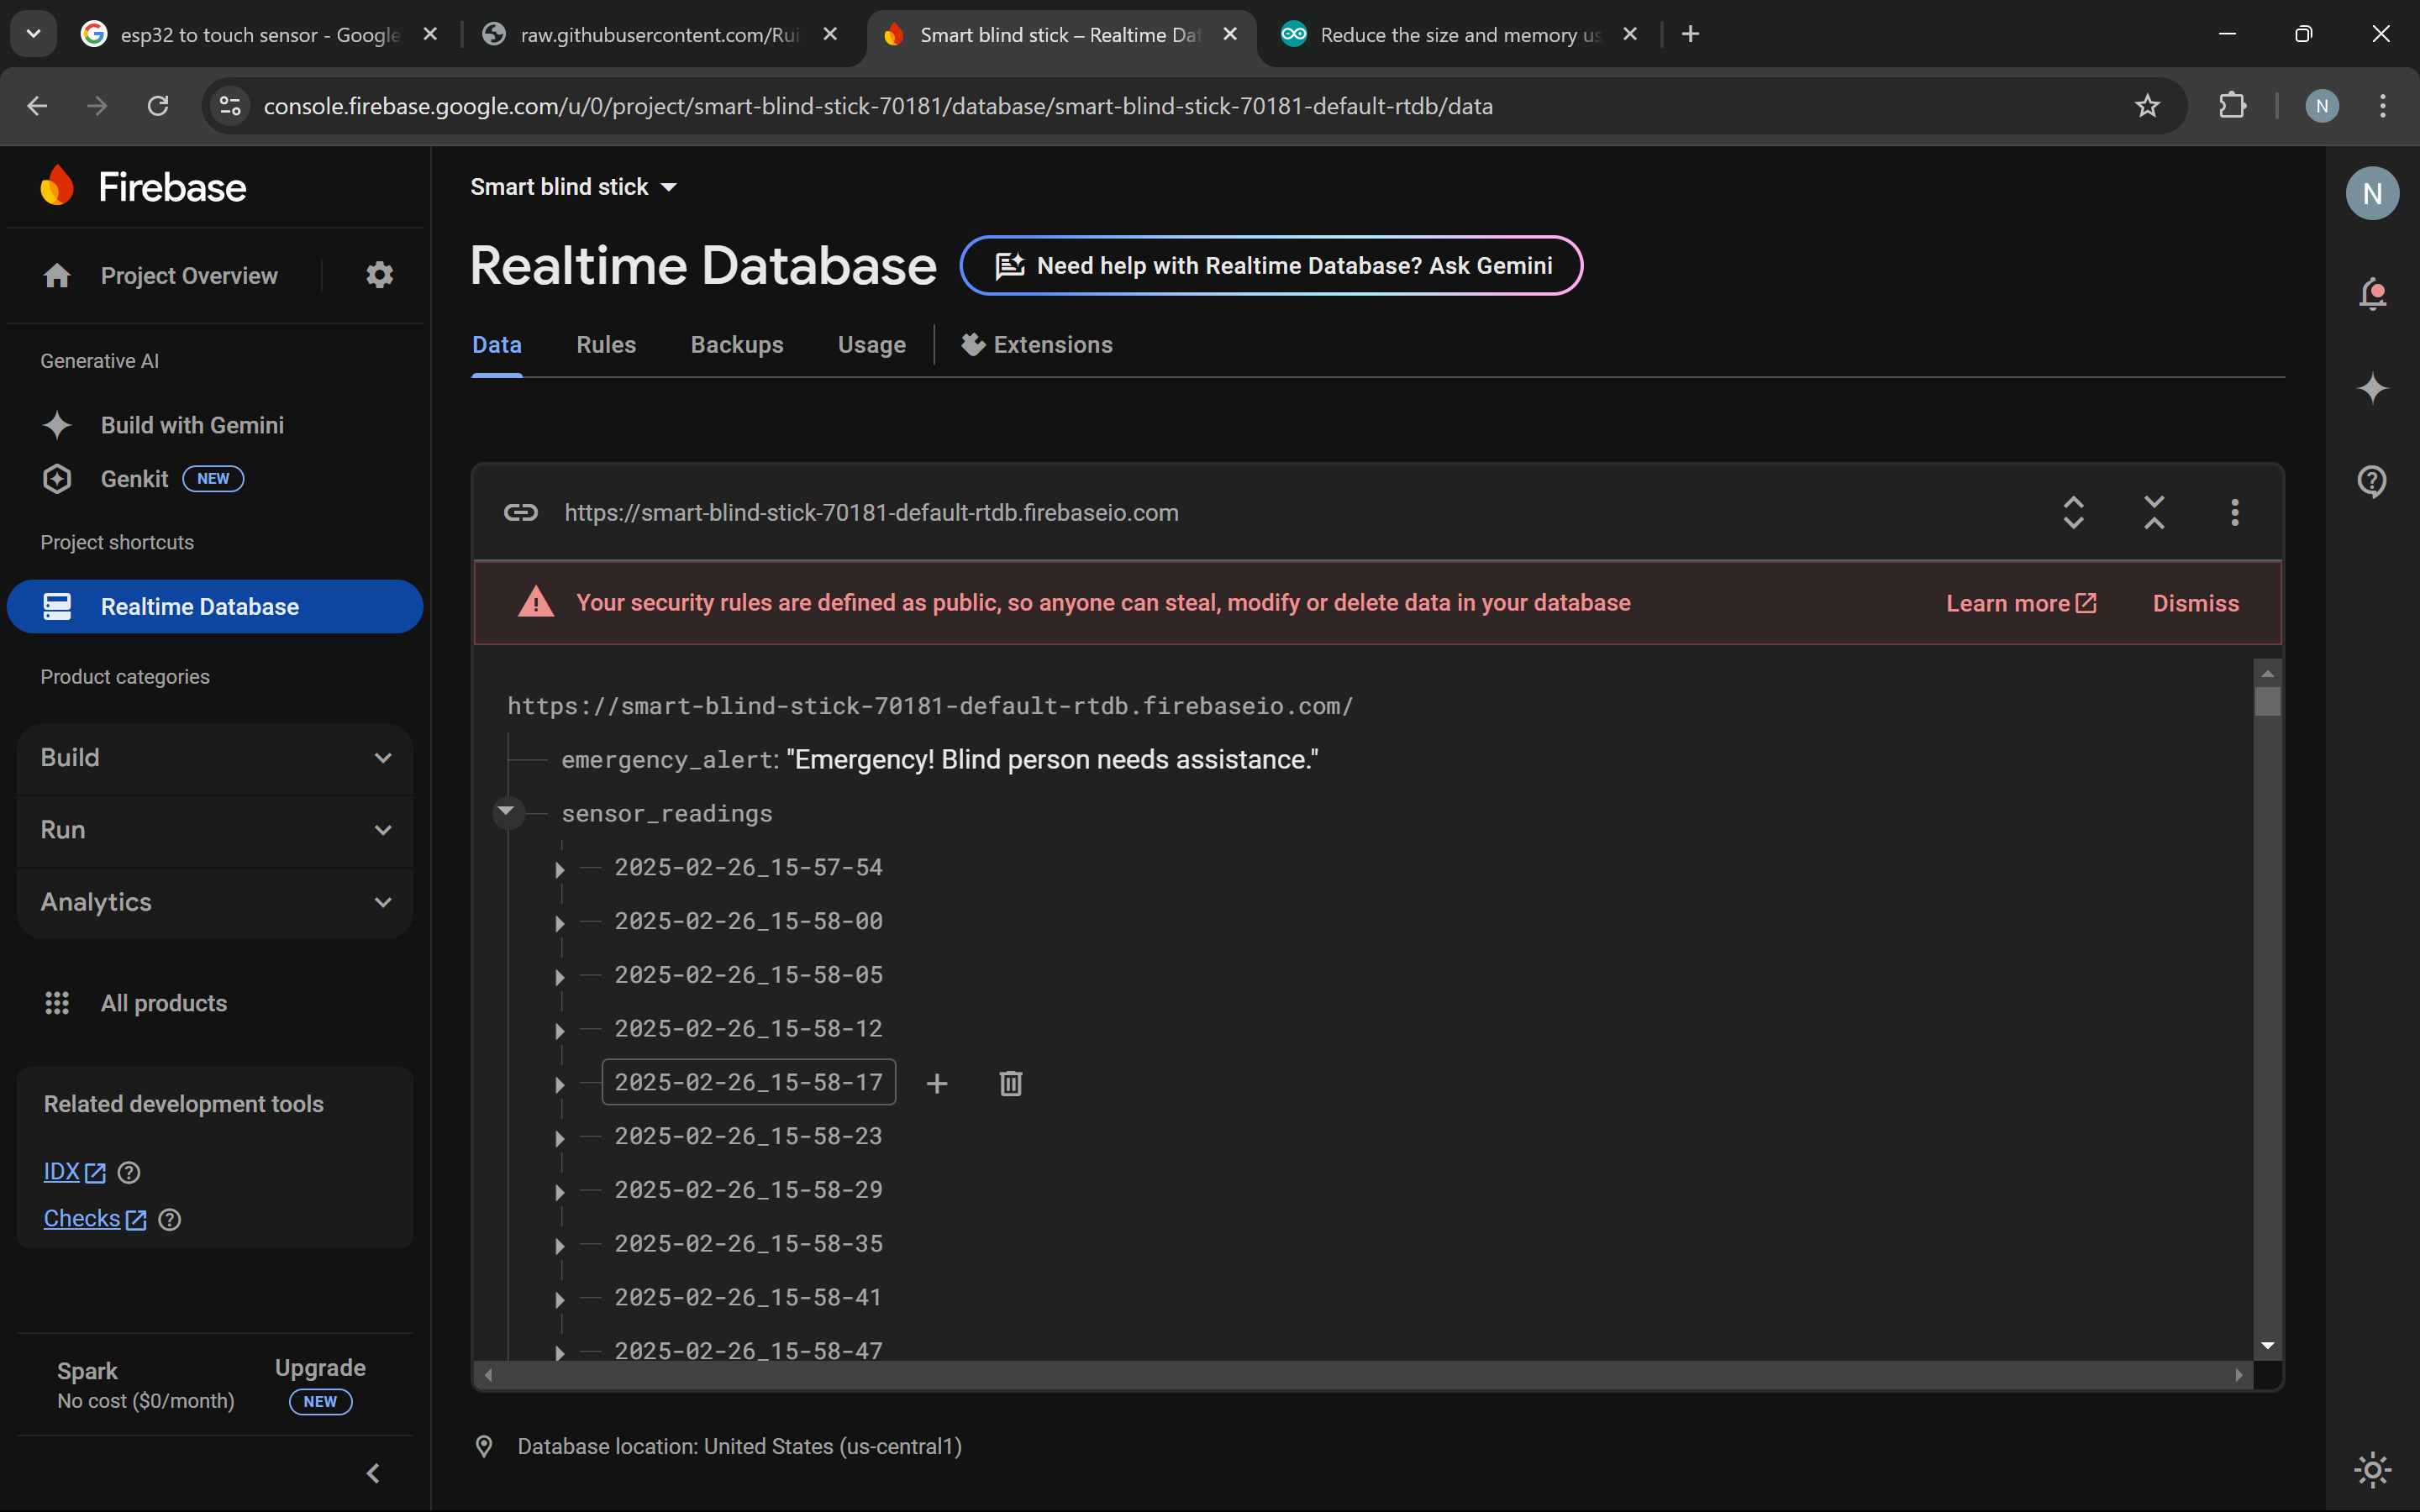 esp32 to touch sensor - Google
raw.githubusercontent.com/Rui
Smart blind stick – Realtime Dat
Reduce the size and memory us
console.firebase.google.com/u/0/project/smart-blind-stick-70181/database/smart-blind-stick-70181-default-rtdb/data
N
Firebase
Project Overview
Generative AI
Build with Gemini
Genkit NEW
Project shortcuts
Realtime Database
Product categories
Build
Run
Analytics
All products
Related development tools
IDX
Checks
Spark
No cost ($0/month)
Upgrade
NEW
Smart blind stick
Realtime Database
Need help with Realtime Database? Ask Gemini
Data Rules Backups Usage Extensions
https://smart-blind-stick-70181-default-rtdb.firebaseio.com
Your security rules are defined as public, so anyone can steal, modify or delete data in your database Learn more Dismiss
https://smart-blind-stick-70181-default-rtdb.firebaseio.com/
emergency_alert: "Emergency! Blind person needs assistance."
sensor_readings
2025-02-26_15-57-54
2025-02-26_15-58-00
2025-02-26_15-58-05
2025-02-26_15-58-12
2025-02-26_15-58-17
2025-02-26_15-58-23
2025-02-26_15-58-29
2025-02-26_15-58-35
2025-02-26_15-58-41
2025-02-26_15-58-47
Database location: United States (us-central1)
N